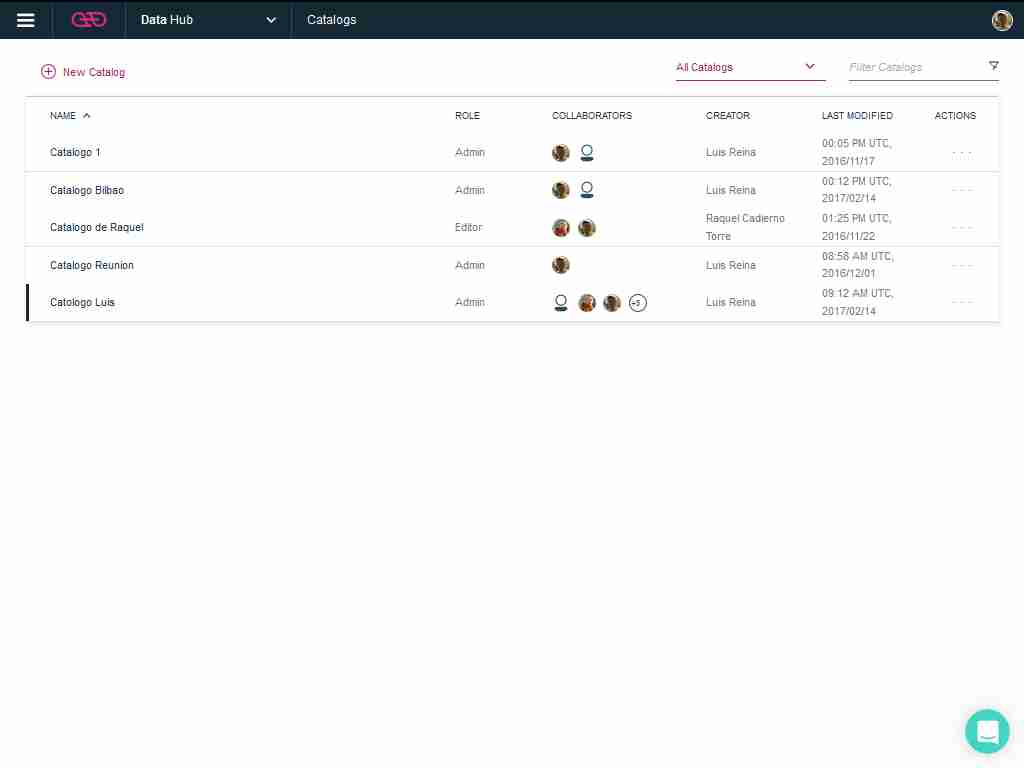 Data Hub Catalogs
New Catalog All Catalogs Filter Catalogs
NAME ROLE COLLABORATORS CREATOR LAST MODIFIED ACTIONS
Catalogo 1 Admin Luis Reina 00:05 PM UTC,
2016/11/17
Catalogo Bilbao Admin Luis Reina 00:12 PM UTC,
2017/02/14
Catalogo de Raquel Editor Raquel Cadierno 01:25 PM UTC,
Torre 2016/11/22
Catalogo Reunion Admin Luis Reina 08:58 AM UTC,
2016/12/01
Catologo Luis Admin +5 Luis Reina 09:12 AM UTC,
2017/02/14